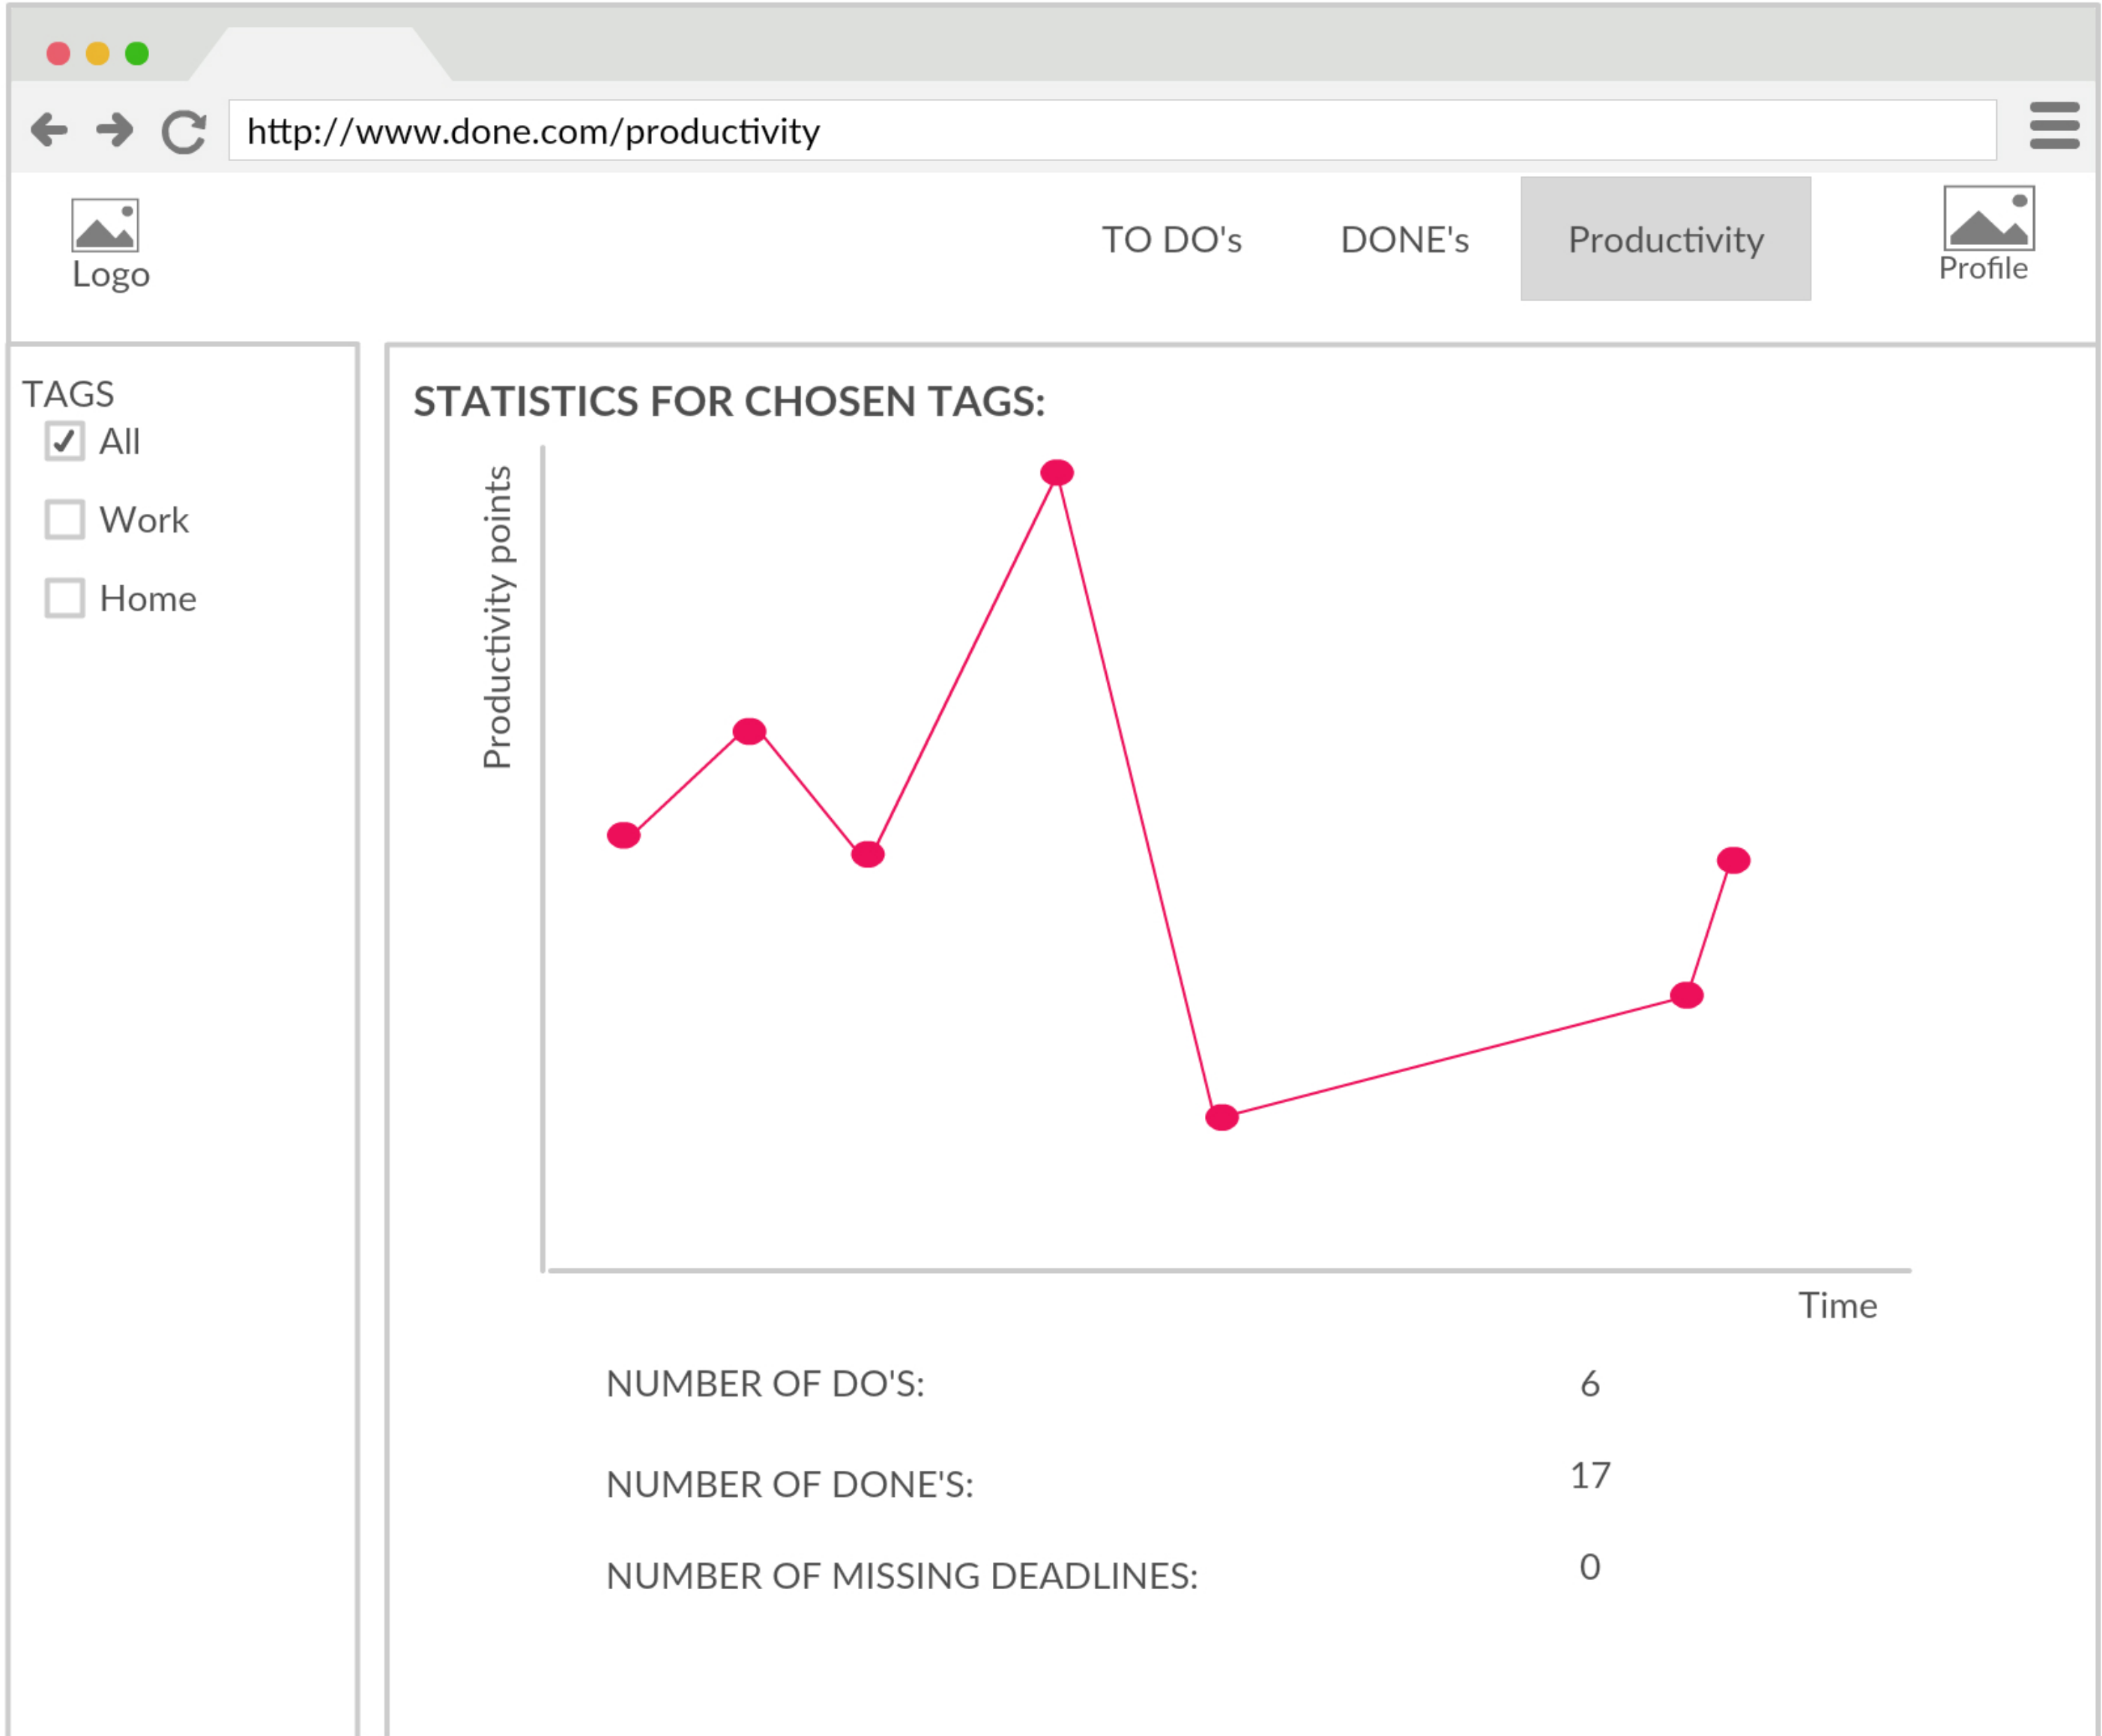 http://www.done.com/productivity
Logo
TO DO's
DONE's
Productivity
Profile
TAGS
All
Work
Home
STATISTICS FOR CHOSEN TAGS:
Productivity points
Time
NUMBER OF DO'S: 6
NUMBER OF DONE'S: 17
NUMBER OF MISSING DEADLINES: 0